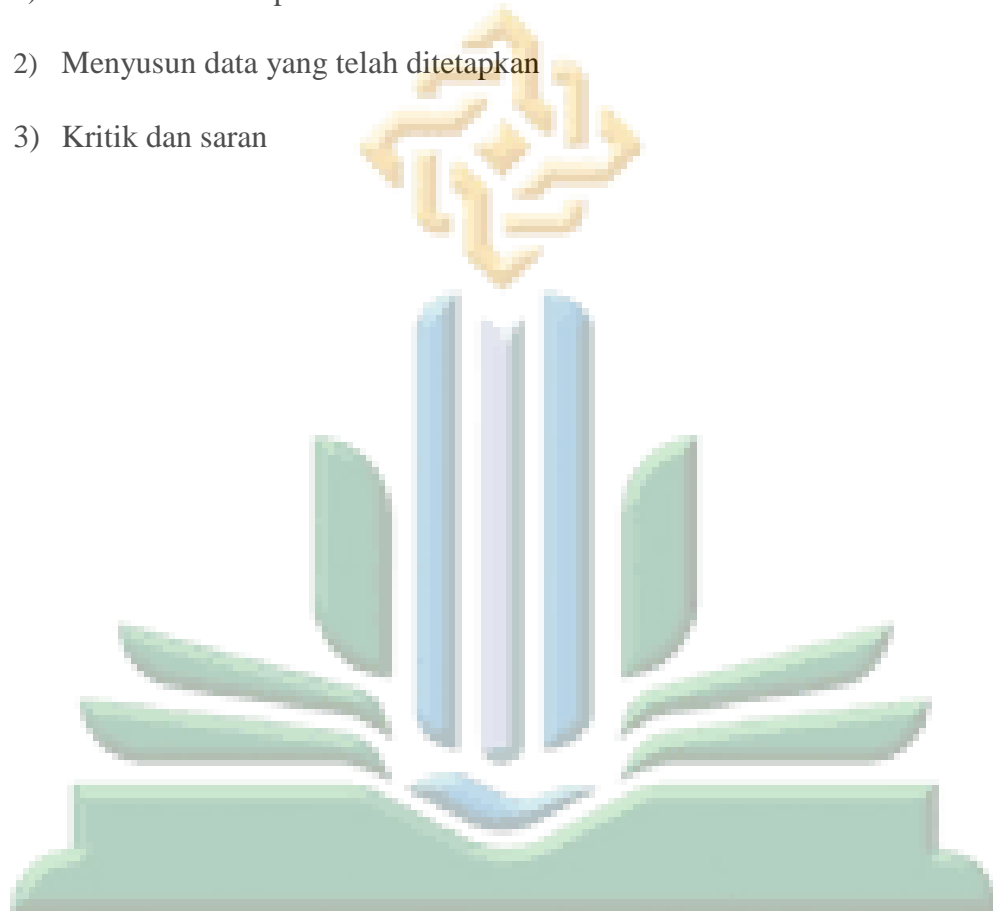 2) Menyusun data yang telah ditetapkan
3) Kritik dan saran